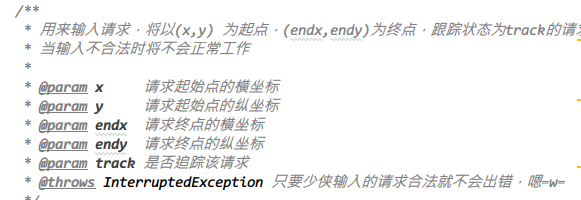 /**
 * 用来输入请求，将以(x,y) 为起点，(endx,endy)为终点，跟踪状态为track的请
 * 当输入不合法时将不会正常工作
 *
 * @param x 请求起始点的横坐标
 * @param y 请求起始点的纵坐标
 * @param endx 请求终点的横坐标
 * @param endy 请求终点的纵坐标
 * @param track 是否追踪该请求
 * @throws InterruptedException 只要少侠输入的请求合法就不会出错，嗯=w=
 */